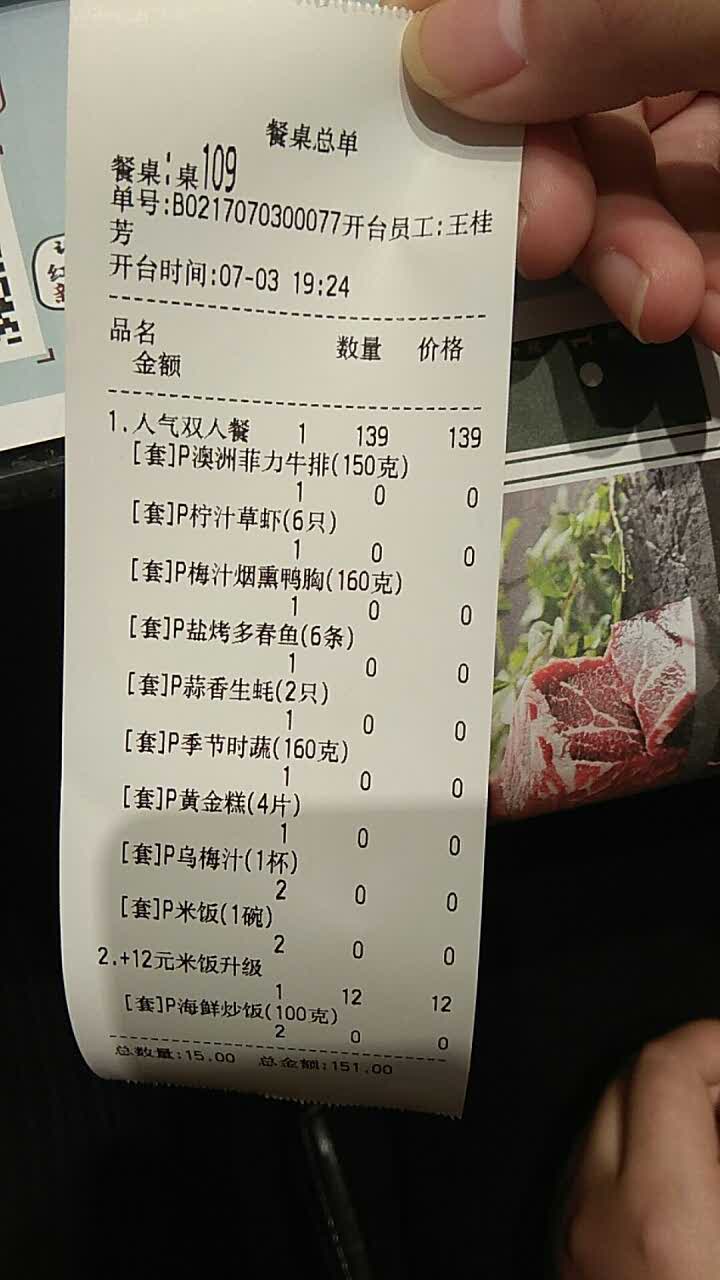 餐桌总单
餐桌:桌109
单号:B0217070300077开台员工:王桂
芳
开台时间:07-03 19:24
品名 数量 价格
金额
1.人气双人餐 1 139 139
[套]P澳洲菲力牛排(150克)
1 0 0
[套]P柠汁草虾(6只)
1 0 0
[套]P梅汁烟熏鸭胸(160克)
1 0 0
[套]P盐烤多春鱼(6条)
1 0 0
[套]P蒜香生蚝(2只)
1 0 0
[套]P季节时蔬(160克)
1 0 0
[套]P黄金糕(4片)
1 0 0
[套]P乌梅汁(1杯)
2 0 0
[套]P米饭(1碗)
2 0 0
2.+12元米饭升级
1 12 12
[套]P海鲜炒饭(100克)
2 0 0
总数量:15.00 总金额:151.00